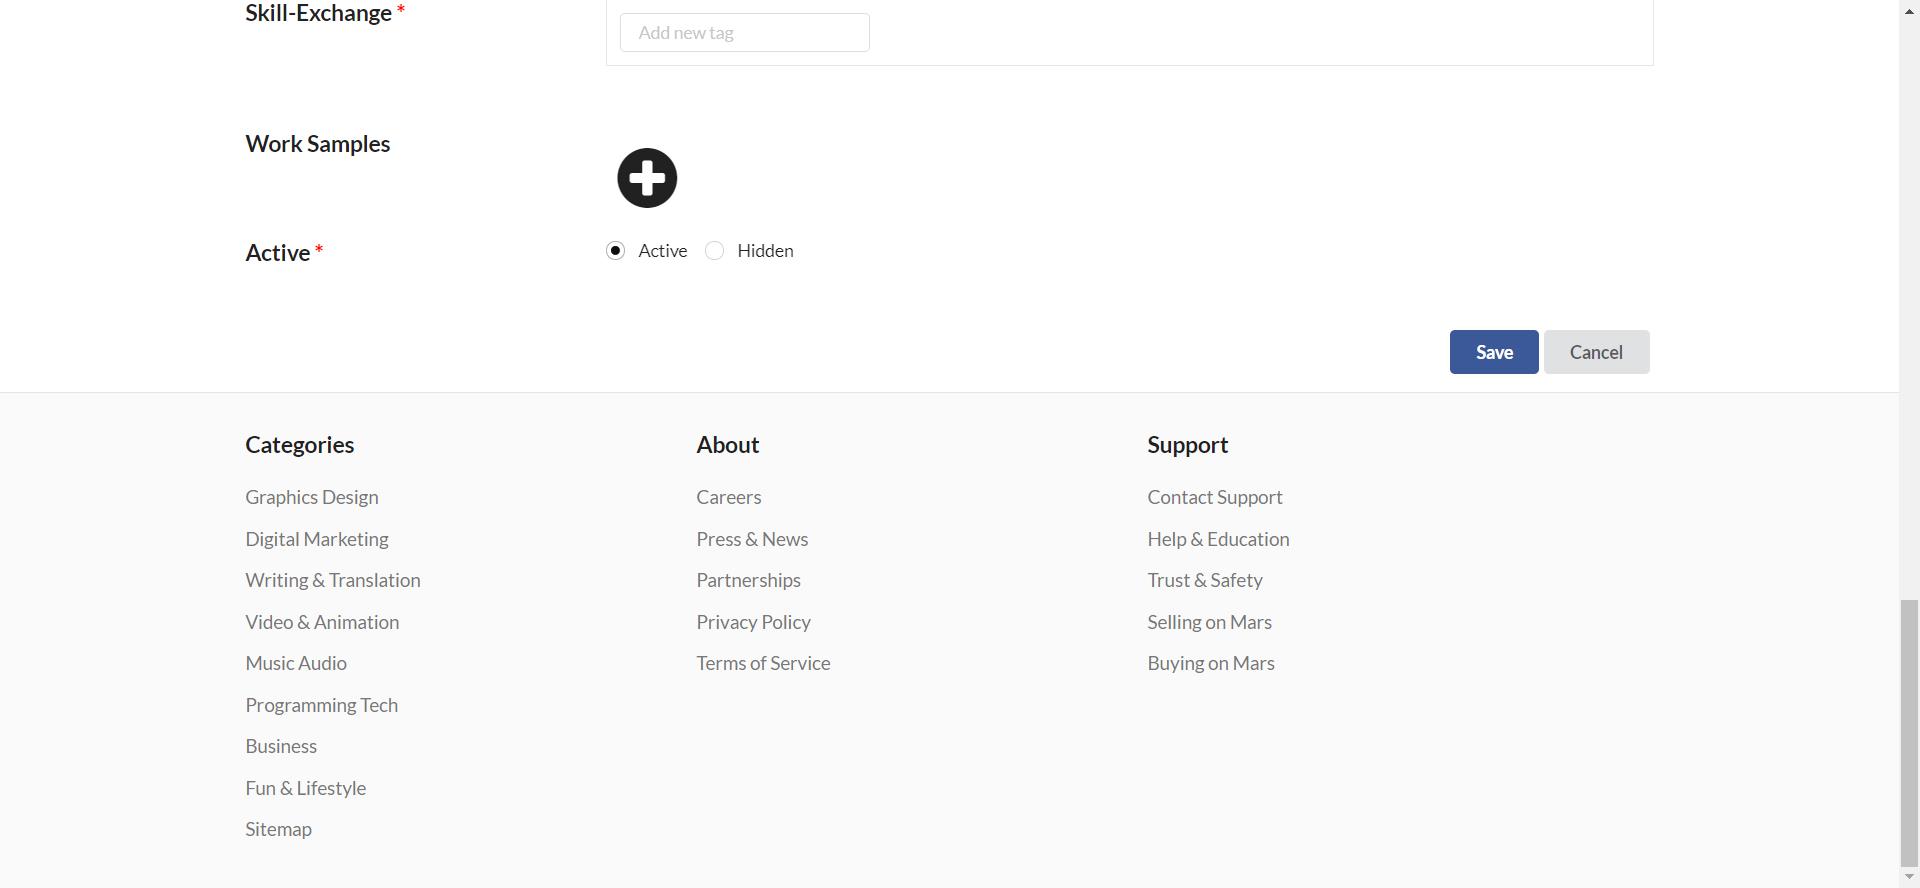 Skill-Exchange *
Add new tag
Work Samples
Active *
Active Hidden
Save Cancel
Categories
Graphics Design
Digital Marketing
Writing & Translation
Video & Animation
Music Audio
Programming Tech
Business
Fun & Lifestyle
Sitemap
About
Careers
Press & News
Partnerships
Privacy Policy
Terms of Service
Support
Contact Support
Help & Education
Trust & Safety
Selling on Mars
Buying on Mars